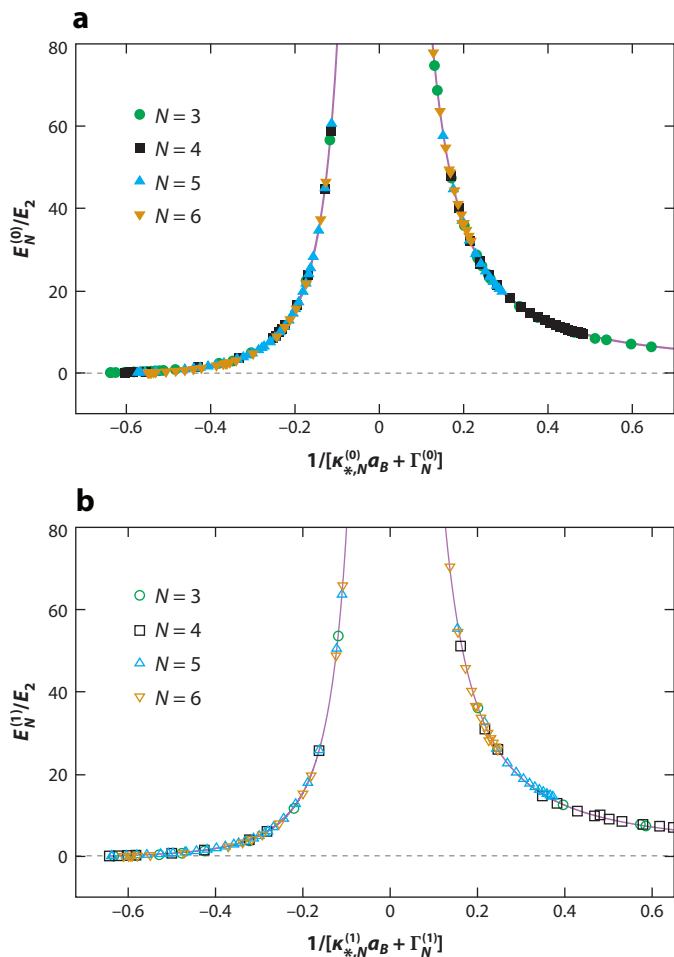 a
80
60
40
20
0
E_N^(0)/E_2
N = 3
N = 4
N = 5
N = 6
−0.6
−0.4
−0.2
0
0.2
0.4
0.6
1/[κ_{*,N}^(0) a_B + Γ_N^(0)]
b
80
60
40
20
0
E_N^(1)/E_2
N = 3
N = 4
N = 5
N = 6
−0.6
−0.4
−0.2
0
0.2
0.4
0.6
1/[κ_{*,N}^(1) a_B + Γ_N^(1)]